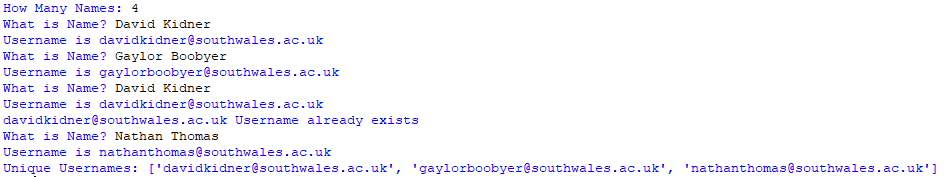 How Many Names: 4
What is Name? David Kidner
Username is davidkidner@southwales.ac.uk
What is Name? Gaylor Boobyer
Username is gaylorboobyer@southwales.ac.uk
What is Name? David Kidner
Username is davidkidner@southwales.ac.uk
davidkidner@southwales.ac.uk Username already exists
What is Name? Nathan Thomas
Username is nathanthomas@southwales.ac.uk
Unique Usernames: ['davidkidner@southwales.ac.uk', 'gaylorboobyer@southwales.ac.uk', 'nathanthomas@southwales.ac.uk']